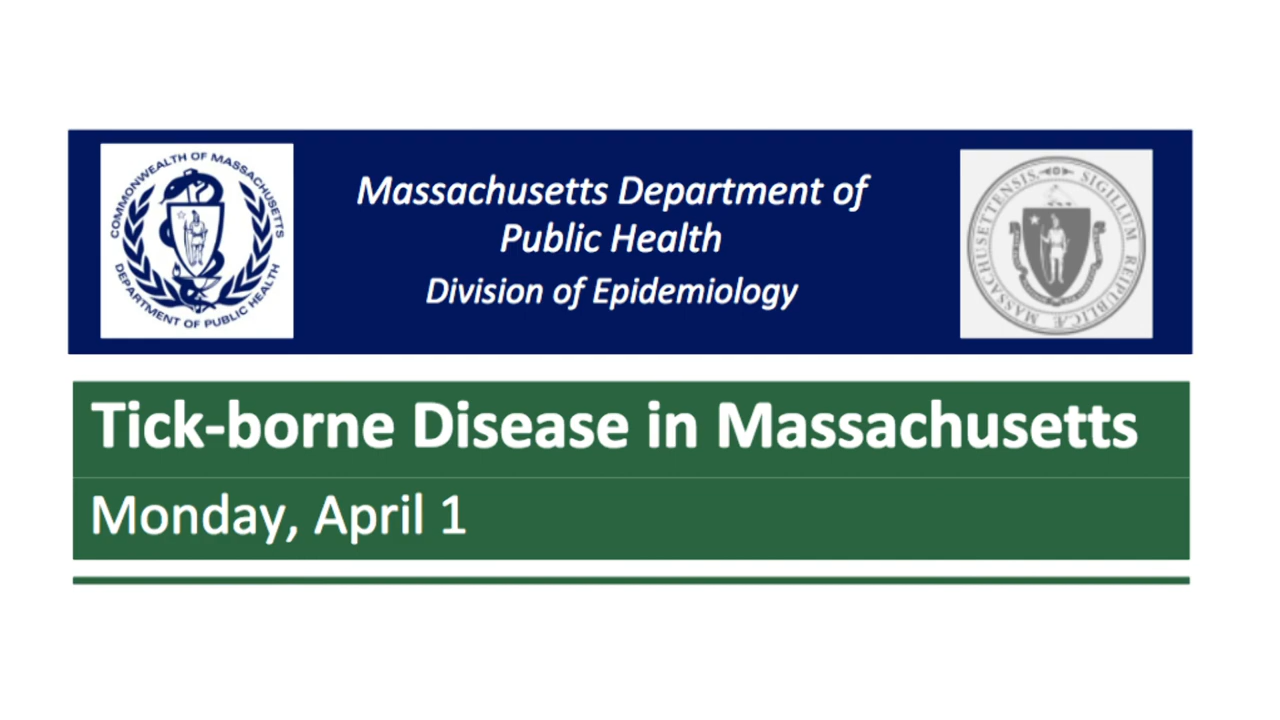 COMMONWEALTH OF MASSACHUSETTS
DEPARTMENT OF PUBLIC HEALTH
Massachusetts Department of
Public Health
Division of Epidemiology
SIGILLUM REIPUBLICÆ MASSACHUSETTENSIS
Tick-borne Disease in Massachusetts
Monday, April 1